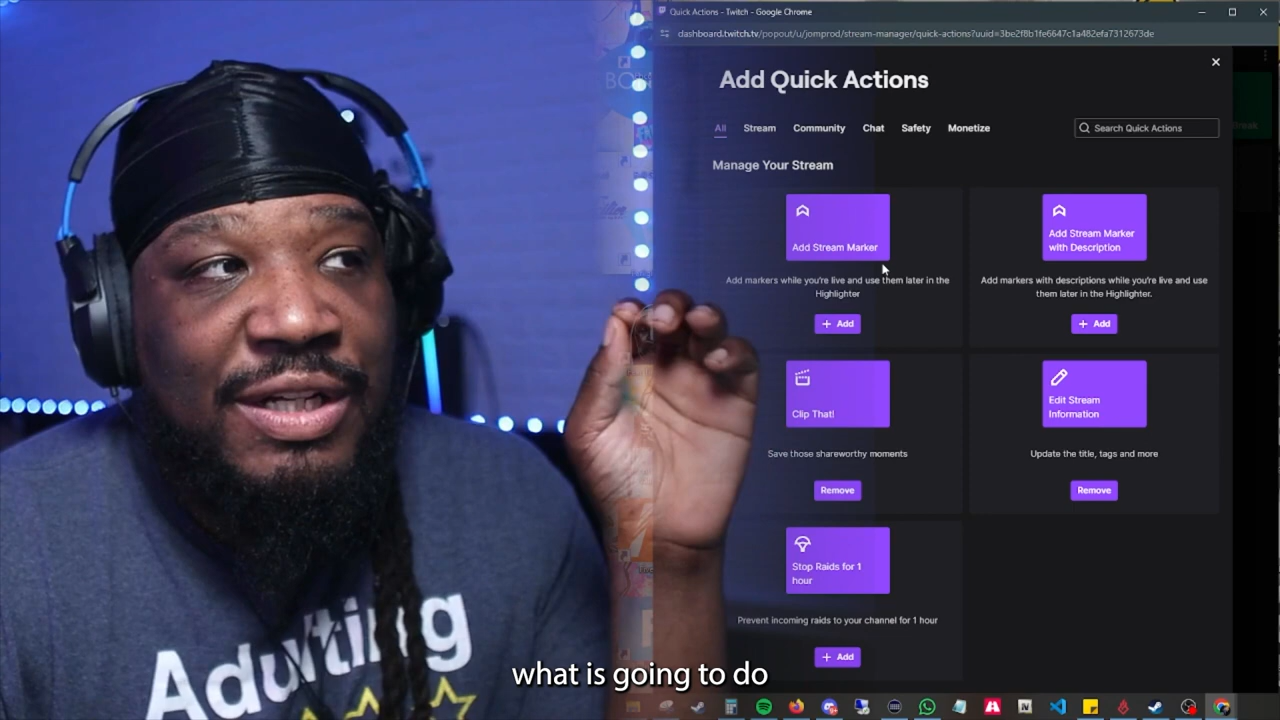 Quick Actions - Twitch - Google Chrome
dashboard.twitch.tv/popout/u/jomprod/stream-manager/quick-actions?uuid=3be2f8b1fe6647c1a482efa7312673de
Add Quick Actions
All Stream Community Chat Safety Monetize
Search Quick Actions
Manage Your Stream
Add Stream Marker
Add markers while you're live and use them later in the
Highlighter
+ Add
Add Stream Marker
with Description
Add markers with descriptions while you're live and use
them later in the Highlighter.
+ Add
Clip That!
Save those shareworthy moments
Remove
Edit Stream
Information
Update the title, tags and more
Remove
Stop Raids for 1
hour
Prevent incoming raids to your channel for 1 hour
+ Add
Adulting
what is going to do